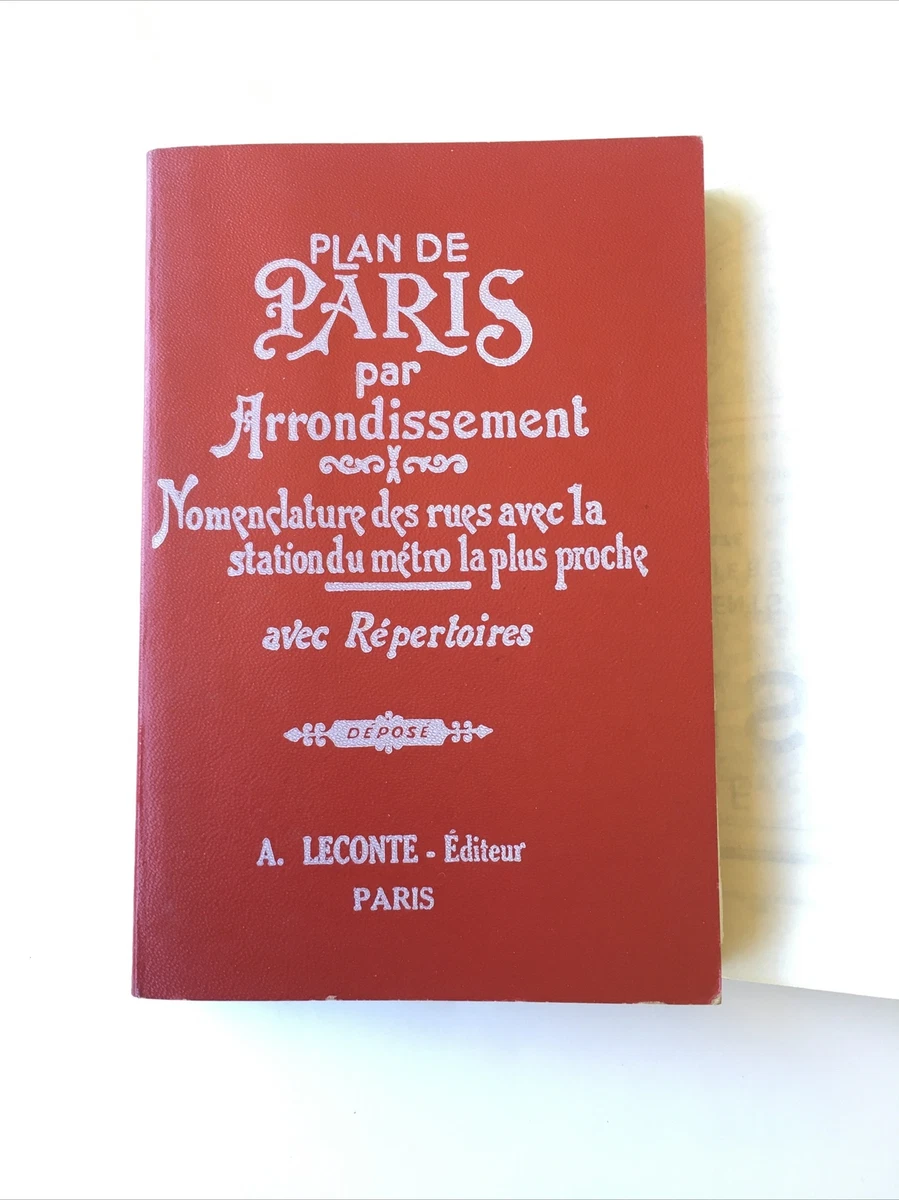 PLAN DE
PARIS
par
Arrondissement
Nomenclature des rues avec la
station du métro la plus proche
avec Répertoires
DÉPOSÉ
A. LECONTE - Éditeur
PARIS